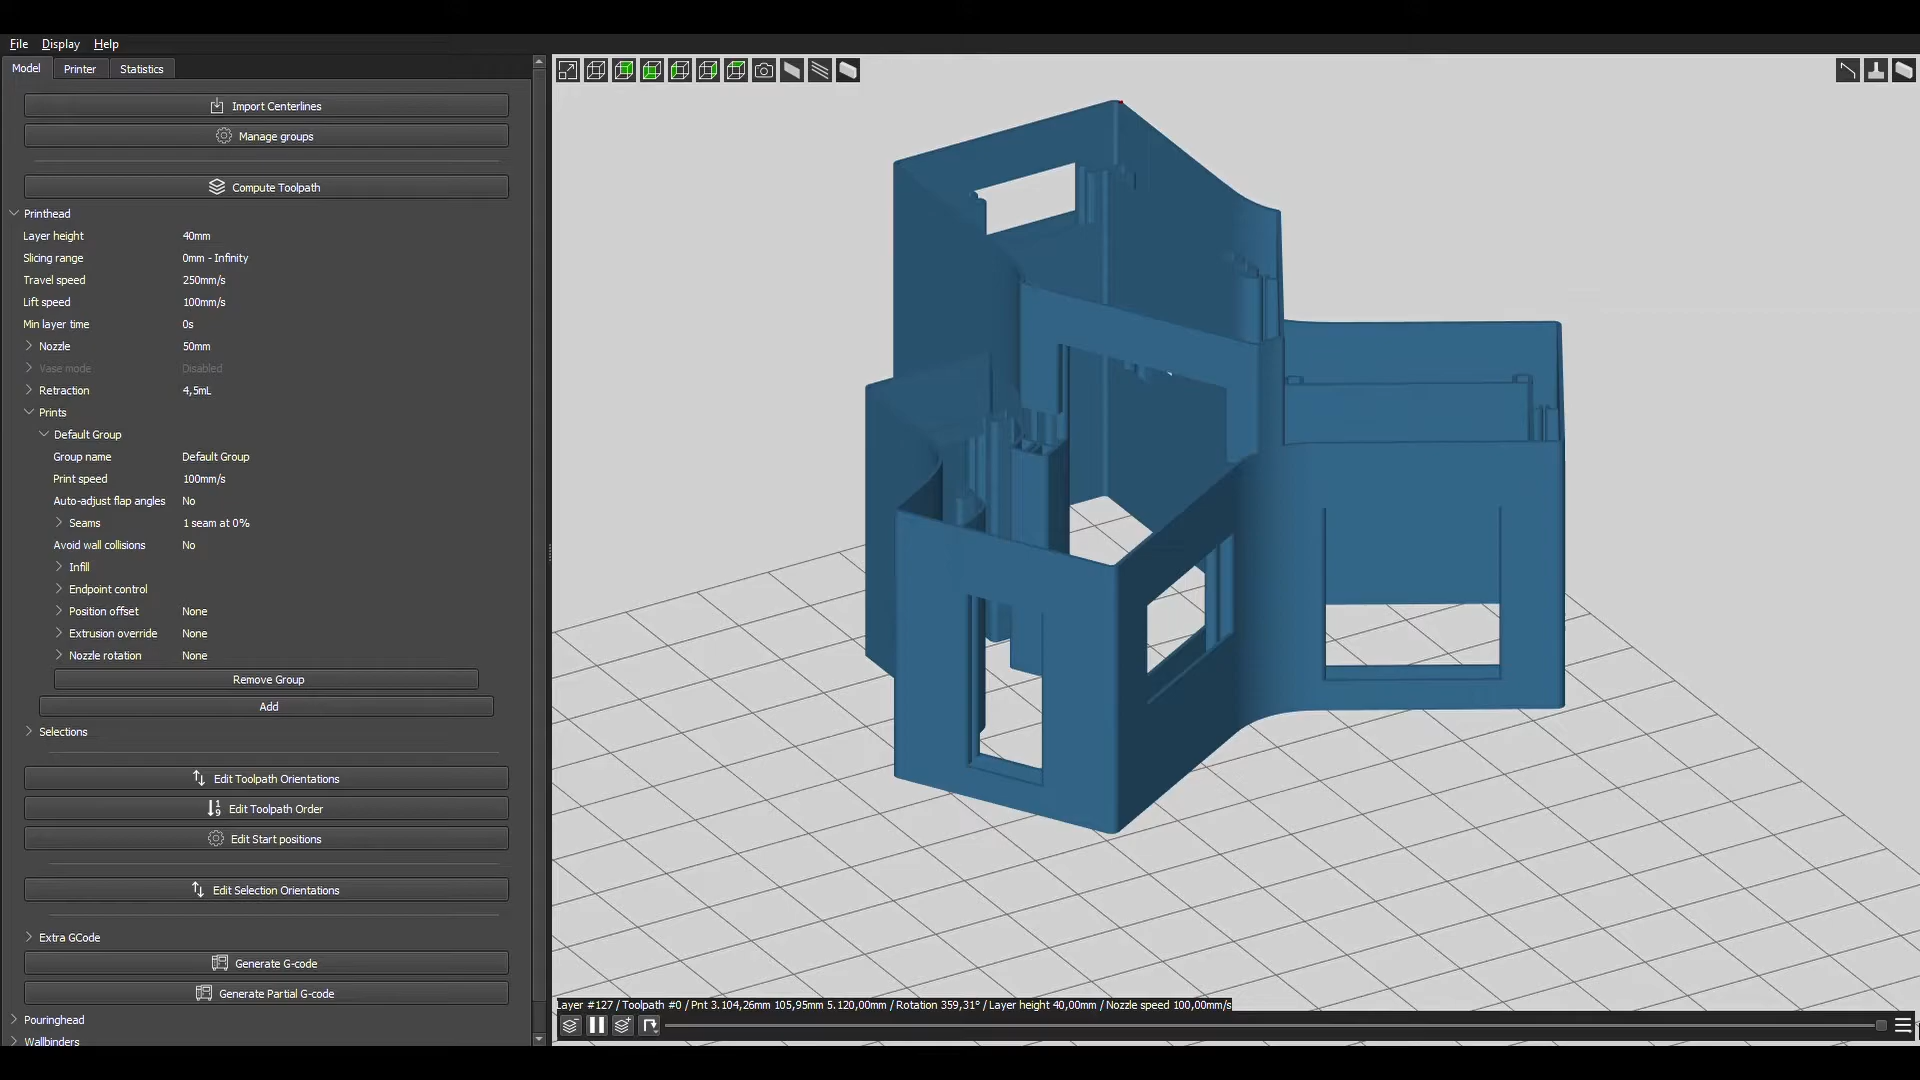 File Display Help
Model Printer Statistics
Import Centerlines
Manage groups
Compute Toolpath
Printhead
Layer height 40mm
Slicing range 0mm - Infinity
Travel speed 250mm/s
Lift speed 100mm/s
Min layer time 0s
Nozzle 50mm
Vase mode Disabled
Retraction 4,5mL
Prints
Default Group
Group name Default Group
Print speed 100mm/s
Auto-adjust flap angles No
Seams 1 seam at 0%
Avoid wall collisions No
Infill
Endpoint control
Position offset None
Extrusion override None
Nozzle rotation None
Remove Group
Add
Selections
Edit Toolpath Orientations
Edit Toolpath Order
Edit Start positions
Edit Selection Orientations
Extra GCode
Generate G-code
Generate Partial G-code
Pouringhead
Wallbinders
Layer #127 / Toolpath #0 / Pnt 3.104,26mm 105,95mm 5.120,00mm / Rotation 359,31° / Layer height 40,00mm / Nozzle speed 100,00mm/s